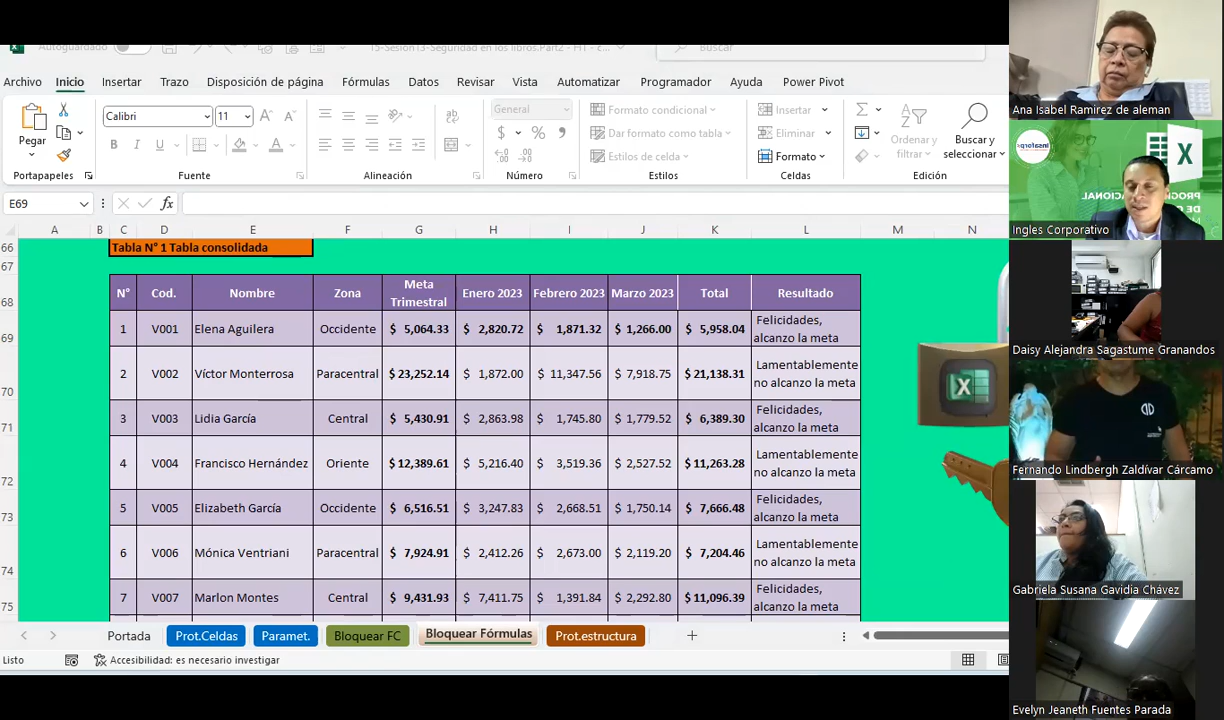 Autoguardado
15-Sesión13-Seguridad en los libros.Part2 - HT - c...
Buscar
Archivo Inicio Insertar Trazo Disposición de página Fórmulas Datos Revisar Vista Automatizar Programador Ayuda Power Pivot
Pegar
Calibri 11
N K S
General
$ % ,
Formato condicional
Dar formato como tabla
Estilos de celda
Insertar
Eliminar
Formato
Ordenar y
filtrar
Buscar y
seleccionar
Portapapeles Fuente Alineación Número Estilos Celdas Edición
E69 fx
A B C D E F G H I J K L M N
66 Tabla N° 1 Tabla consolidada
67
68 N° Cod. Nombre Zona Meta Trimestral Enero 2023 Febrero 2023 Marzo 2023 Total Resultado
69 1 V001 Elena Aguilera Occidente $ 5,064.33 $ 2,820.72 $ 1,871.32 $ 1,266.00 $ 5,958.04 Felicidades, alcanzo la meta
70 2 V002 Víctor Monterrosa Paracentral $ 23,252.14 $ 1,872.00 $ 11,347.56 $ 7,918.75 $ 21,138.31 Lamentablemente no alcanzo la meta
71 3 V003 Lidia García Central $ 5,430.91 $ 2,863.98 $ 1,745.80 $ 1,779.52 $ 6,389.30 Felicidades, alcanzo la meta
72 4 V004 Francisco Hernández Oriente $ 12,389.61 $ 5,216.40 $ 3,519.36 $ 2,527.52 $ 11,263.28 Lamentablemente no alcanzo la meta
73 5 V005 Elizabeth García Occidente $ 6,516.51 $ 3,247.83 $ 2,668.51 $ 1,750.14 $ 7,666.48 Felicidades, alcanzo la meta
74 6 V006 Mónica Ventriani Paracentral $ 7,924.91 $ 2,412.26 $ 2,673.00 $ 2,119.20 $ 7,204.46 Lamentablemente no alcanzo la meta
75 7 V007 Marlon Montes Central $ 9,431.93 $ 7,411.75 $ 1,391.84 $ 2,292.80 $ 11,096.39 Felicidades, alcanzo la meta
Portada Prot.Celdas Paramet. Bloquear FC Bloquear Fórmulas Prot.estructura
Listo Accesibilidad: es necesario investigar
Ana Isabel Ramirez de aleman
Insaforp
X
Ingles Corporativo
Daisy Alejandra Sagastume Granandos
Fernando Lindbergh Zaldívar Cárcamo
Gabriela Susana Gavidia Chávez
Evelyn Jeaneth Fuentes Parada